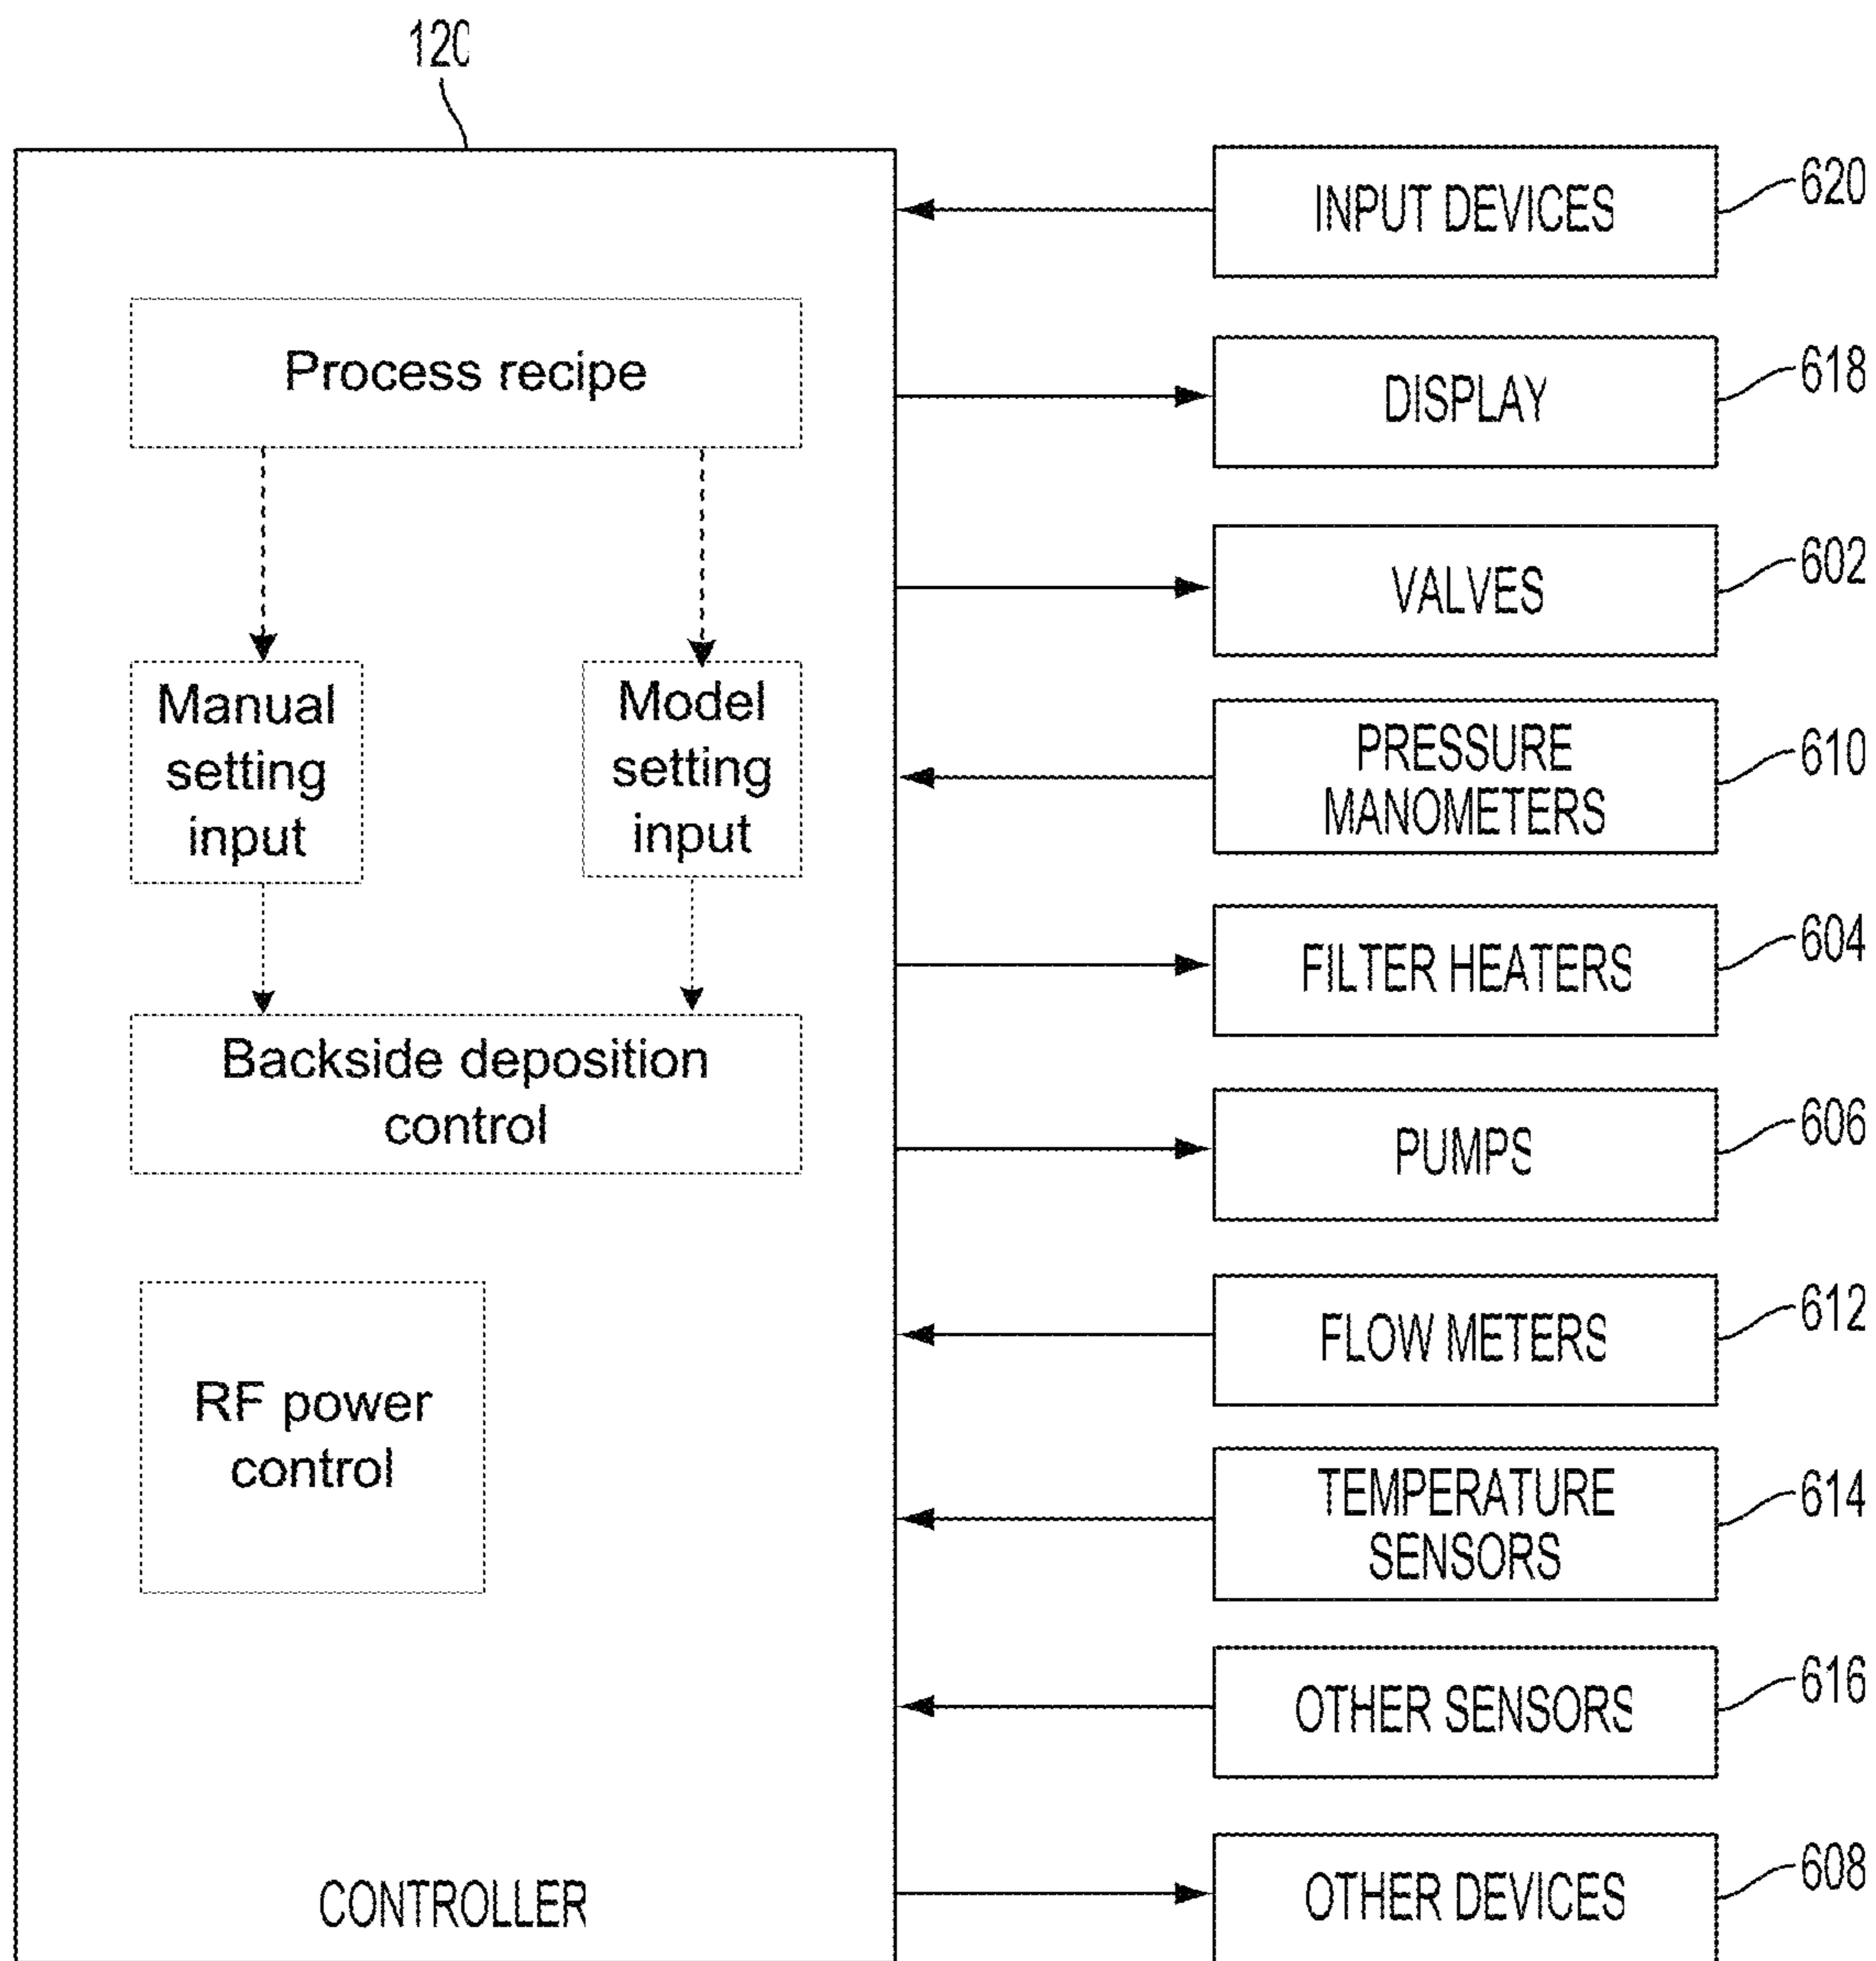 120
INPUT DEVICES
620
Process recipe
DISPLAY
618
VALVES
602
Manual
setting
input
Model
setting
input
PRESSURE
MANOMETERS
610
FILTER HEATERS
604
Backside deposition
control
PUMPS
606
FLOW METERS
612
RF power
control
TEMPERATURE
SENSORS
614
OTHER SENSORS
616
CONTROLLER
OTHER DEVICES
608